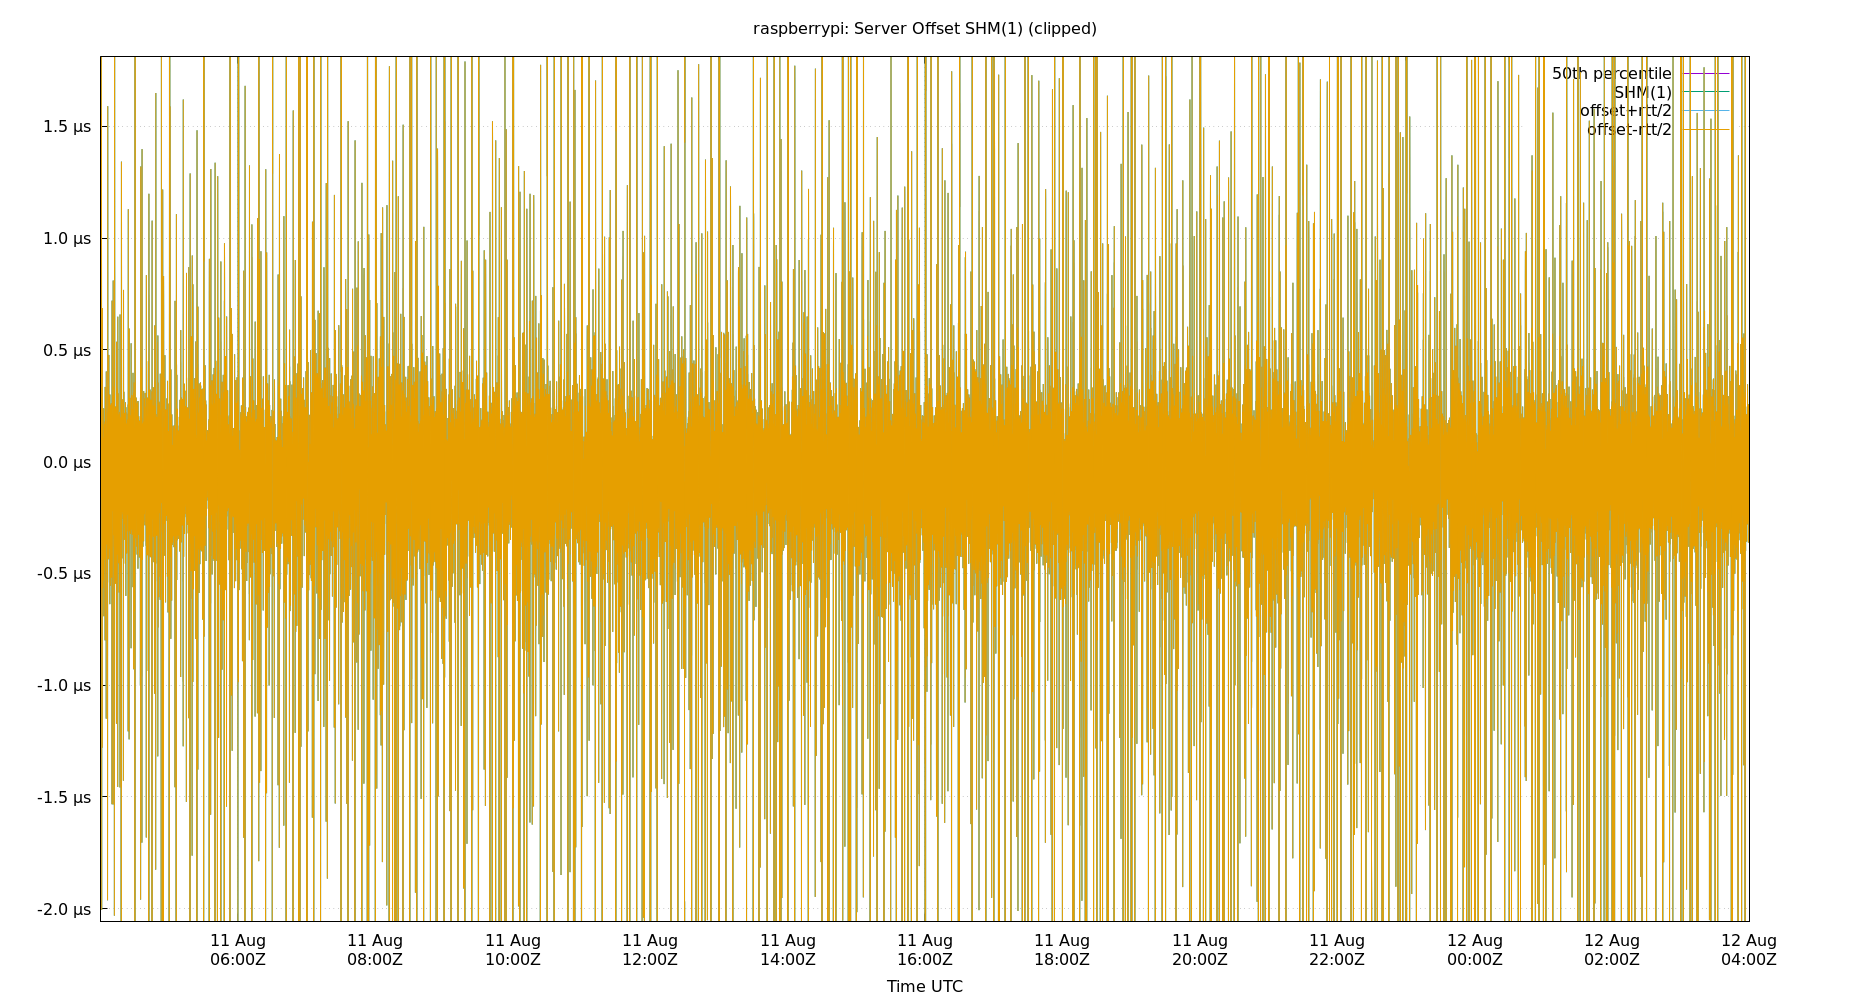 raspberrypi: Server Offset SHM(1) (clipped)
50th percentile
SHM(1)
offset+rtt/2
offset-rtt/2
1.5 µs
1.0 µs
0.5 µs
0.0 µs
-0.5 µs
-1.0 µs
-1.5 µs
-2.0 µs
11 Aug 11 Aug 11 Aug 11 Aug 11 Aug 11 Aug 11 Aug 11 Aug 11 Aug 12 Aug 12 Aug 12 Aug
06:00Z 08:00Z 10:00Z 12:00Z 14:00Z 16:00Z 18:00Z 20:00Z 22:00Z 00:00Z 02:00Z 04:00Z
Time UTC